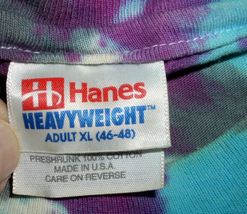 Hanes
HEAVYWEIGHT™
ADULT XL (46-48)
PRESHRUNK 100% COTTON
MADE IN U.S.A.
CARE ON REVERSE